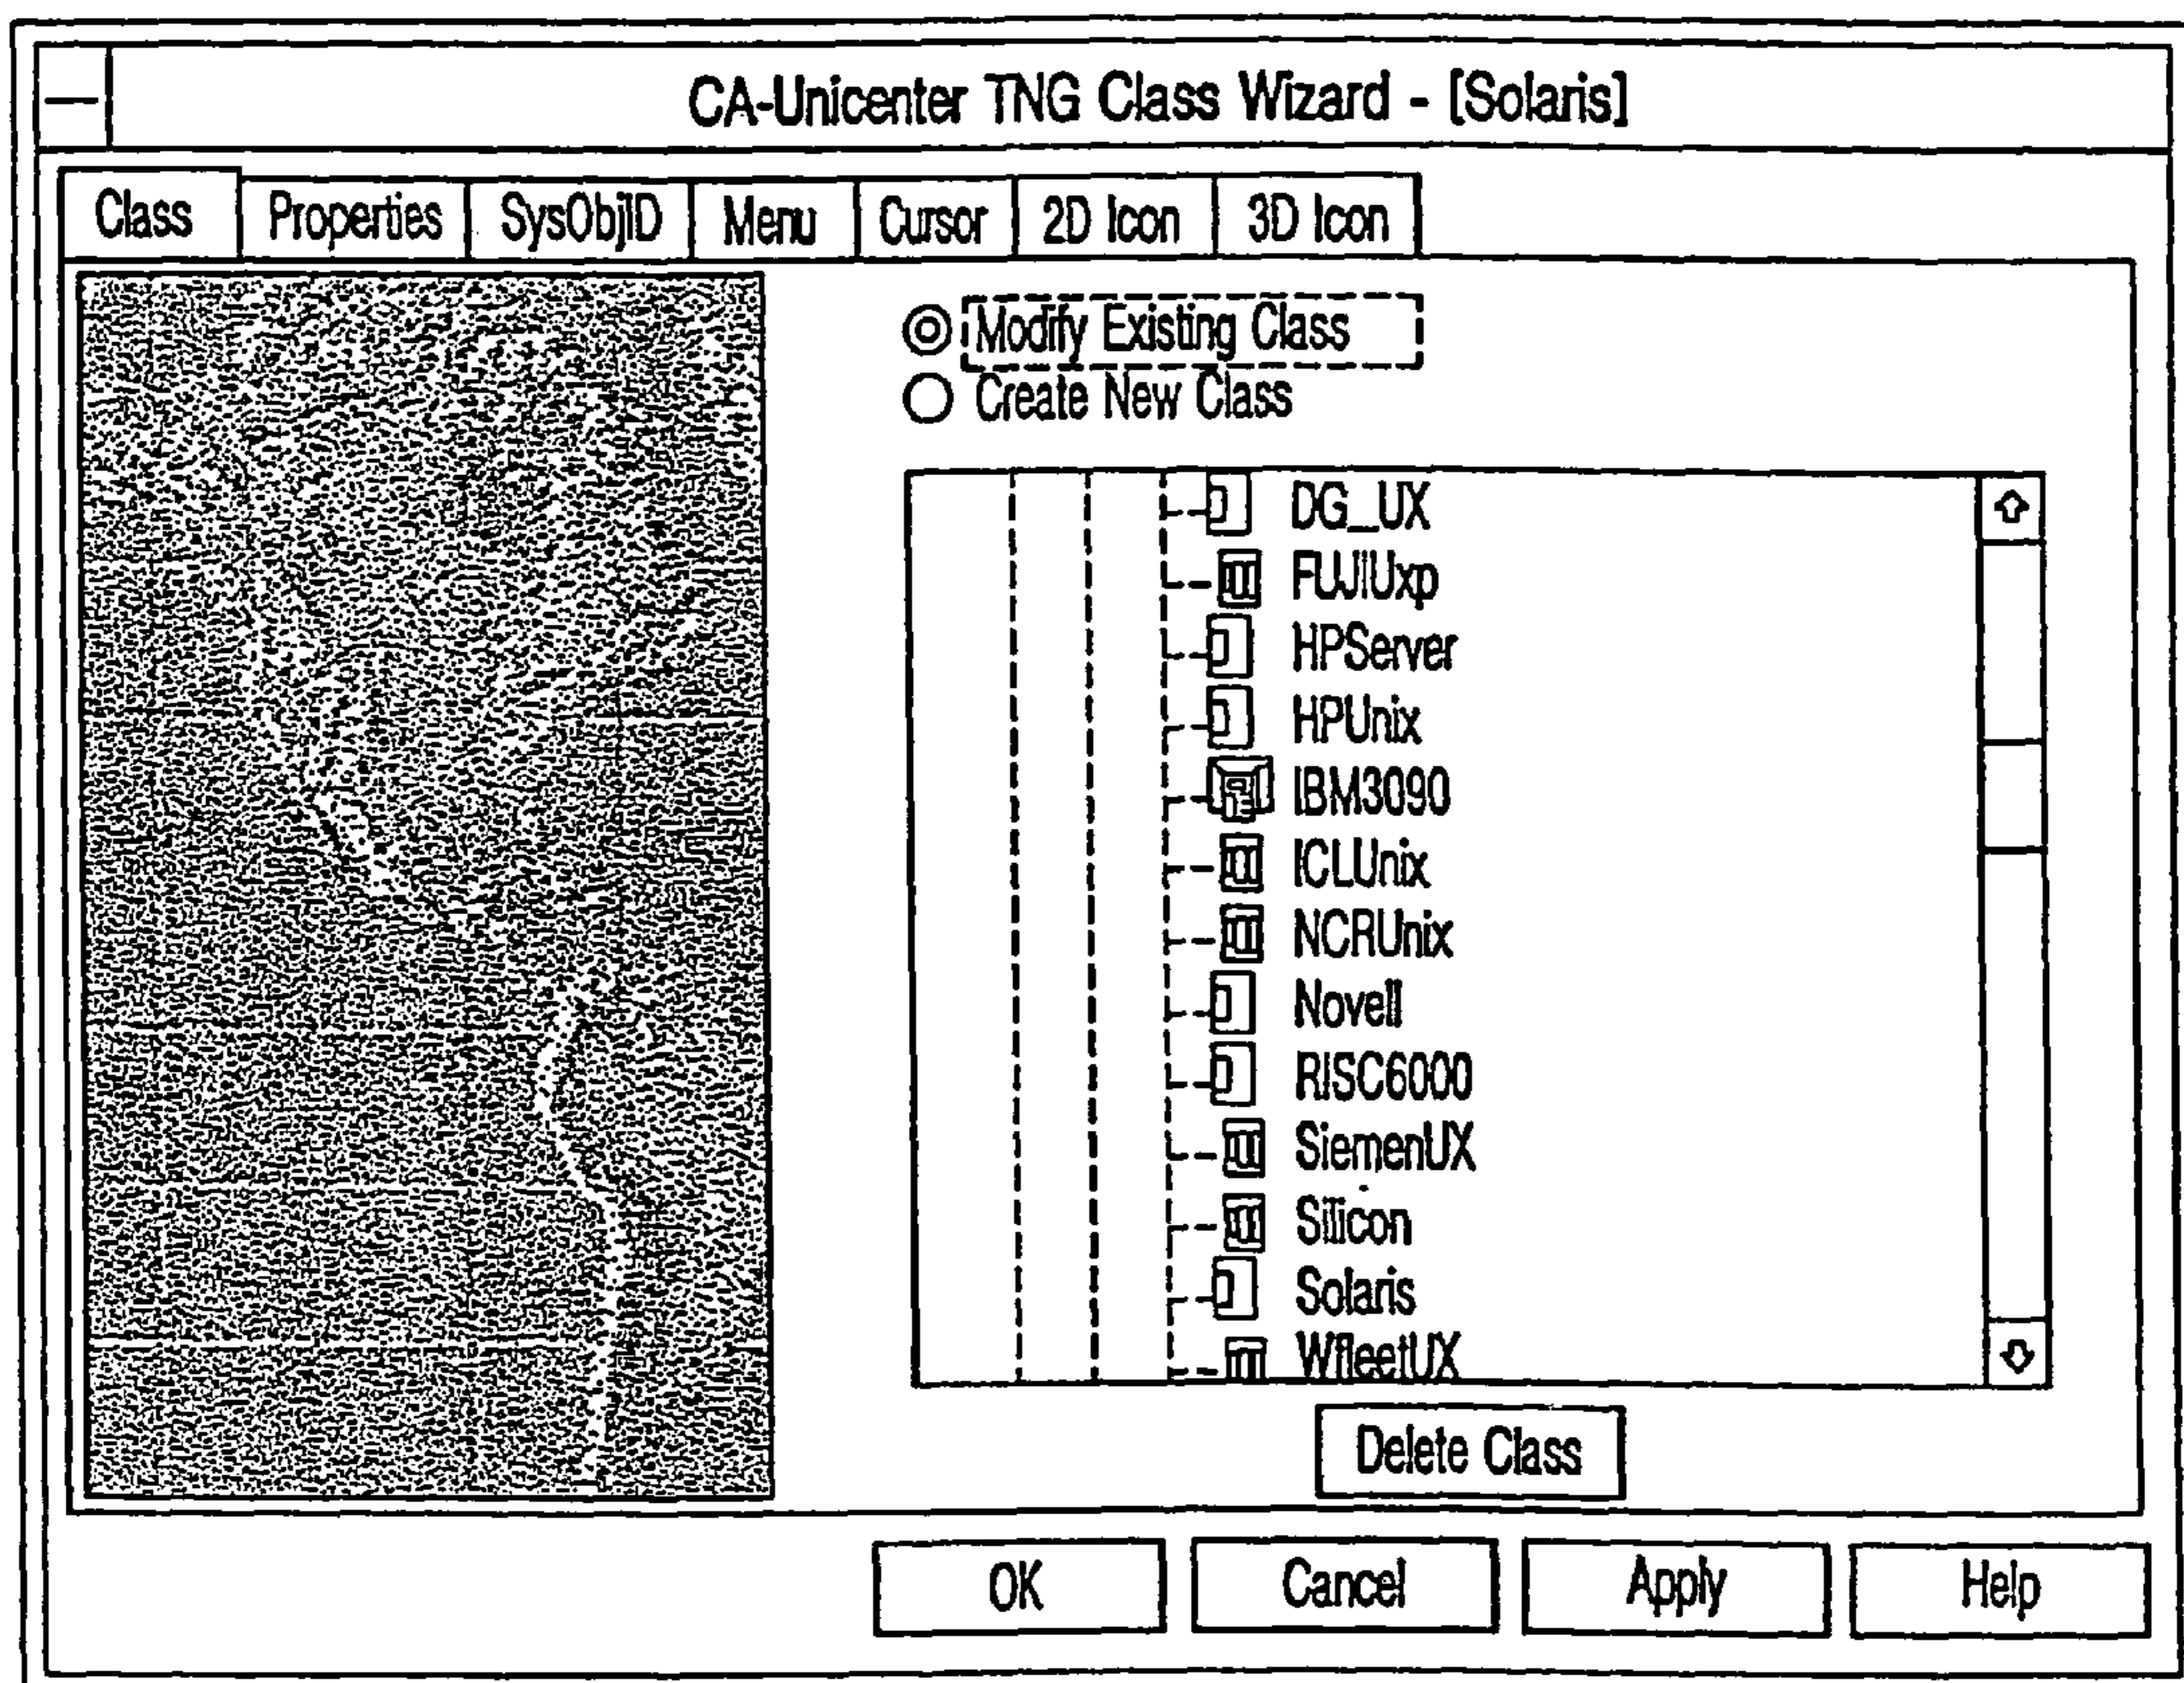 CA-Unicenter TNG Class Wizard - [Solaris]
Class Properties SysObjID Menu Cursor 2D Icon 3D Icon
Modify Existing Class
Create New Class
DG_UX
FUJIUxp
HPServer
HPUnix
IBM3090
ICLUnix
NCRUnix
Novell
RISC6000
SiemenUX
Silicon
Solaris
WfleetUX
Delete Class
OK Cancel Apply Help